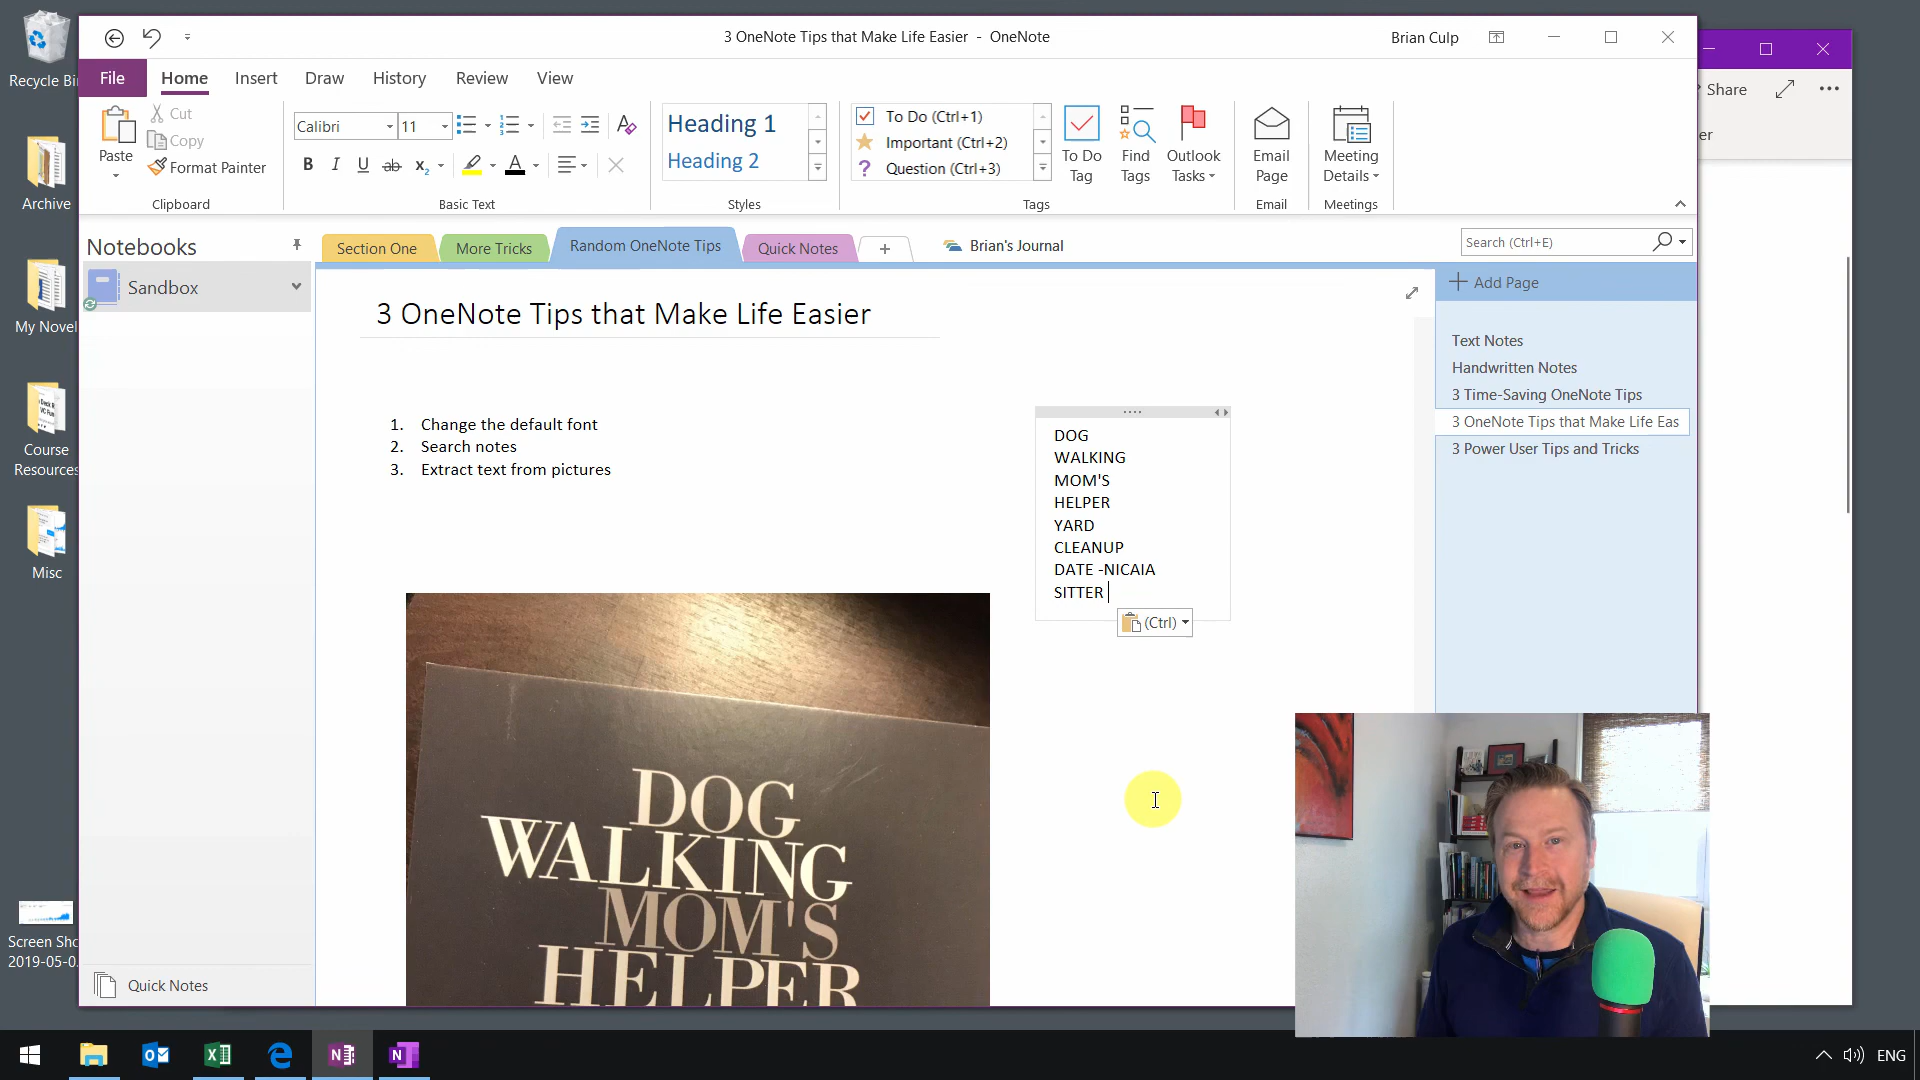 3 OneNote Tips that Make Life Easier - OneNote
Brian Culp
File Home Insert Draw History Review View
Share
Paste
Cut
Copy
Format Painter
Clipboard
Calibri 11
B I U ab x₂ A
Basic Text
Heading 1
Heading 2
Styles
To Do (Ctrl+1)
Important (Ctrl+2)
Question (Ctrl+3)
To Do Tag
Find Tags
Outlook Tasks
Tags
Email Page
Email
Meeting Details
Meetings
er
Notebooks
Sandbox
Quick Notes
Section One
More Tricks
Random OneNote Tips
Quick Notes
Brian's Journal
Search (Ctrl+E)
3 OneNote Tips that Make Life Easier
1. Change the default font
2. Search notes
3. Extract text from pictures
DOG
WALKING
MOM'S
HELPER
YARD
CLEANUP
DATE -NICAIA
SITTER
(Ctrl)
DOG
WALKING
MOM'S
HELPER
Add Page
Text Notes
Handwritten Notes
3 Time-Saving OneNote Tips
3 OneNote Tips that Make Life Eas
3 Power User Tips and Tricks
Recycle Bi
Archive
My Novel
Course
Resources
Misc
Screen Sho
2019-05-0.
ENG